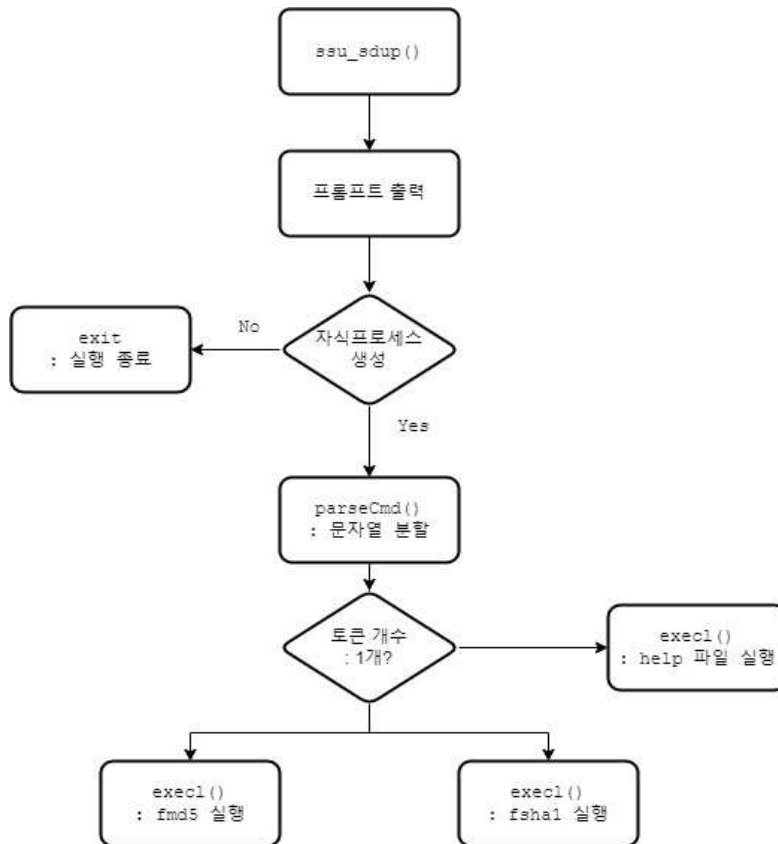 ssu_sdup()
프롬프트 출력
자식프로세스
생성
No
exit
: 실행 종료
Yes
parseCmd()
: 문자열 분할
토큰 개수
: 1개?
execl()
: help 파일 실행
execl()
: fmd5 실행
execl()
: fsha1 실행